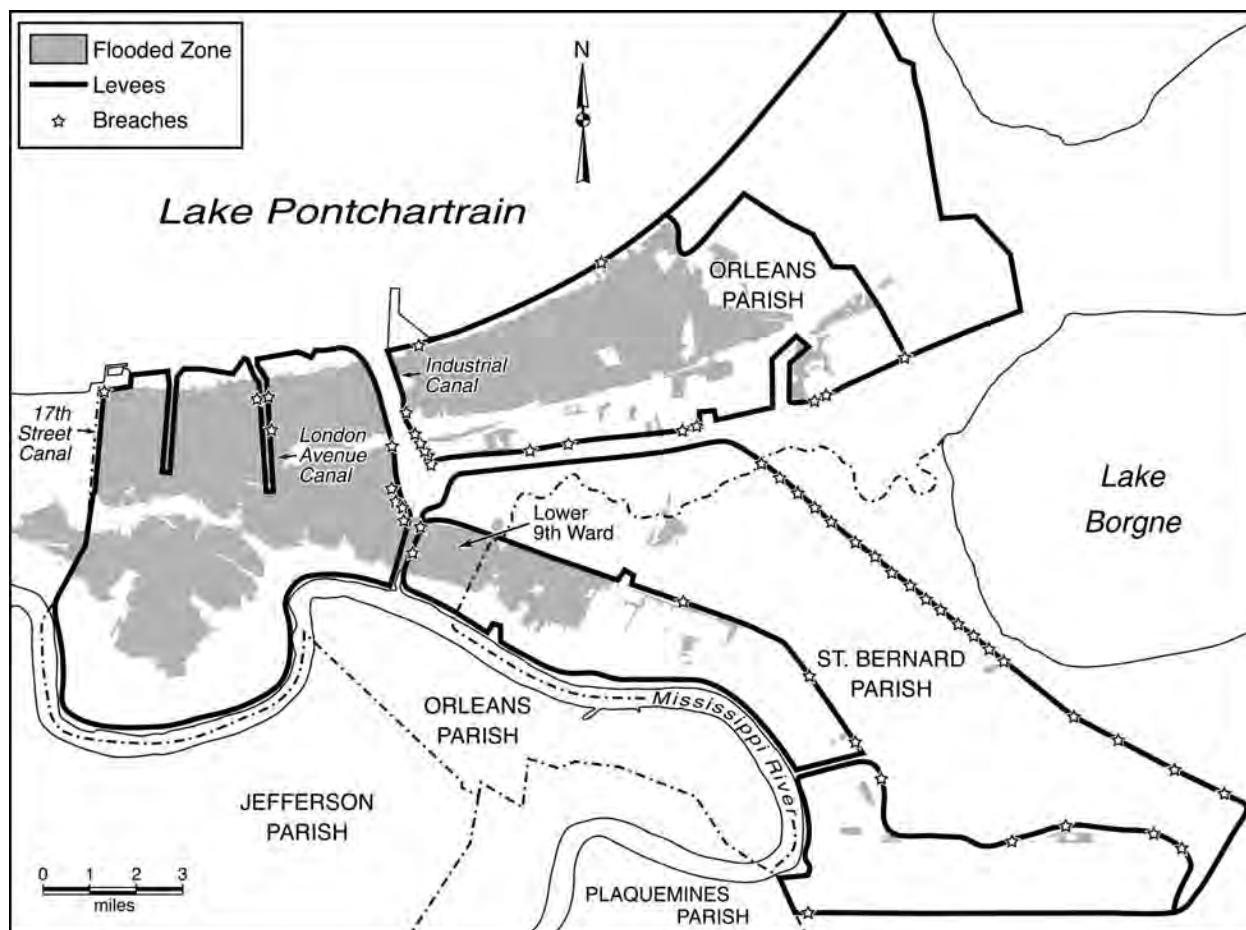 Flooded Zone
Levees
Breaches
N
Lake Pontchartrain
ORLEANS
PARISH
Industrial
Canal
17th
Street
Canal
London
Avenue
Canal
Lower
9th Ward
Lake
Borgne
ST. BERNARD
PARISH
ORLEANS
PARISH
Mississippi River
JEFFERSON
PARISH
PLAQUEMINES
PARISH
0 1 2 3
miles